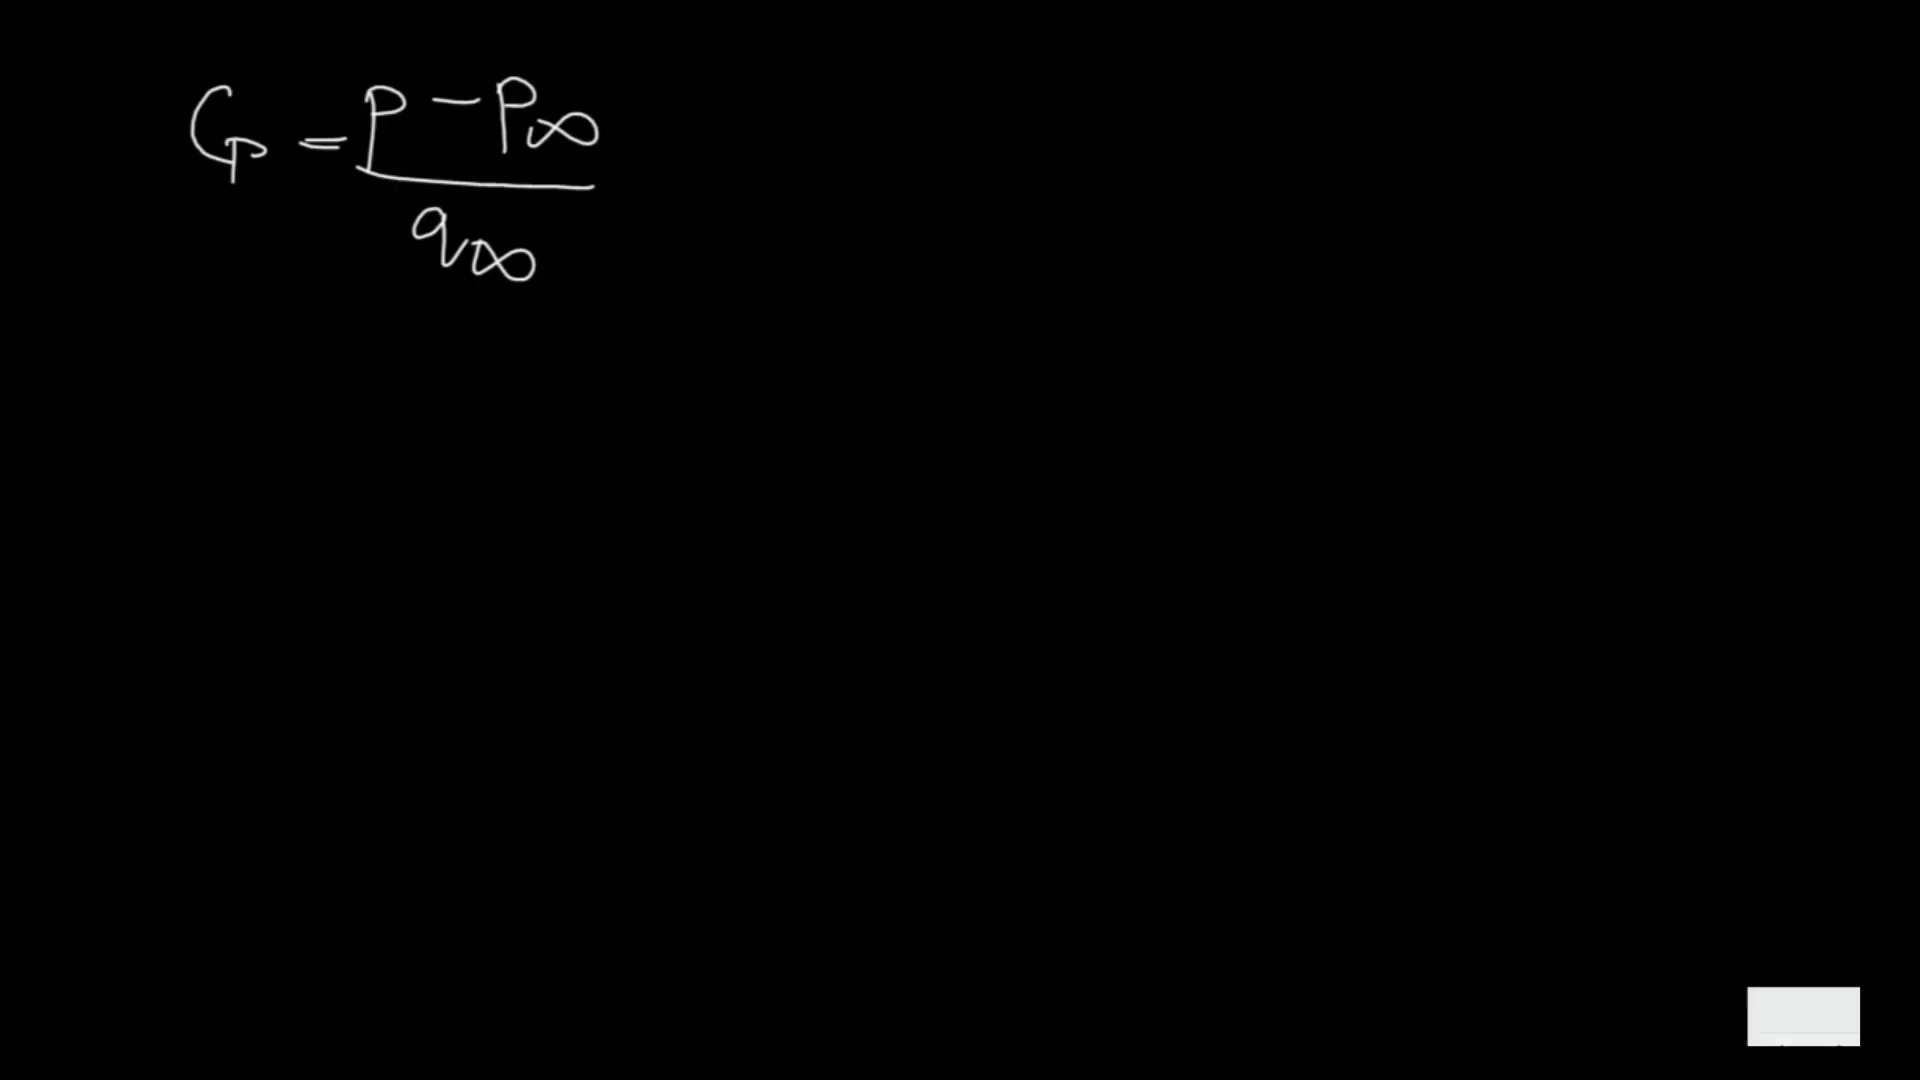 Cp = P - P∞
q∞